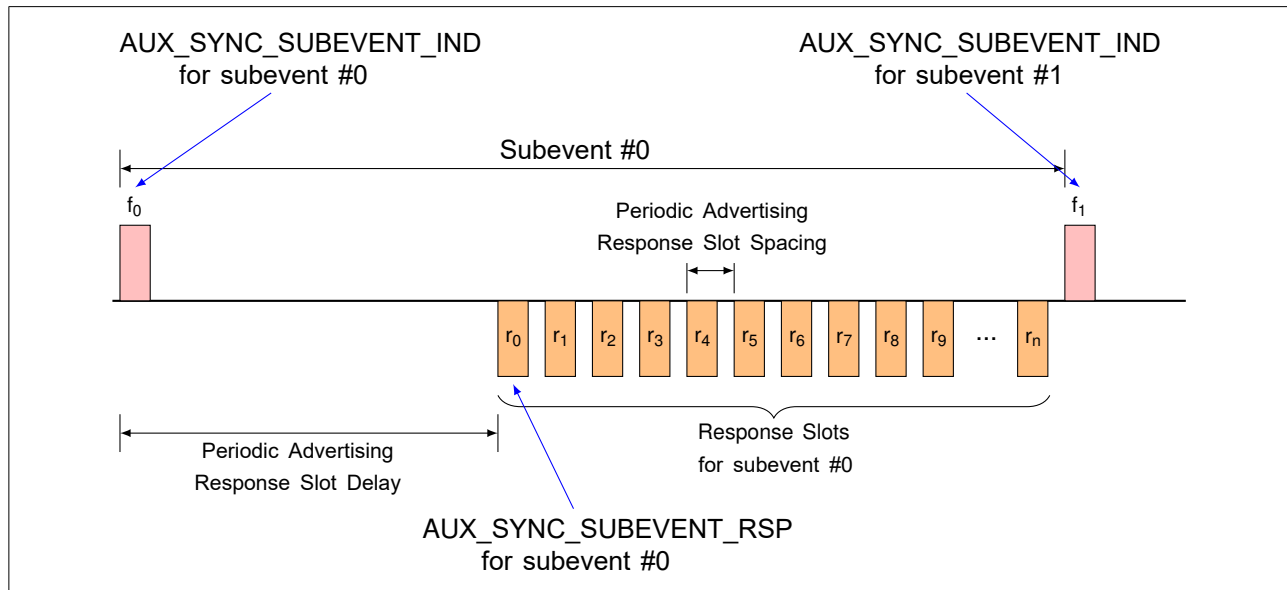 AUX_SYNC_SUBEVENT_IND
for subevent #0
AUX_SYNC_SUBEVENT_IND
for subevent #1
Subevent #0
f0
f1
Periodic Advertising
Response Slot Spacing
r0 r1 r2 r3 r4 r5 r6 r7 r8 r9 ... rn
Periodic Advertising
Response Slot Delay
Response Slots
for subevent #0
AUX_SYNC_SUBEVENT_RSP
for subevent #0